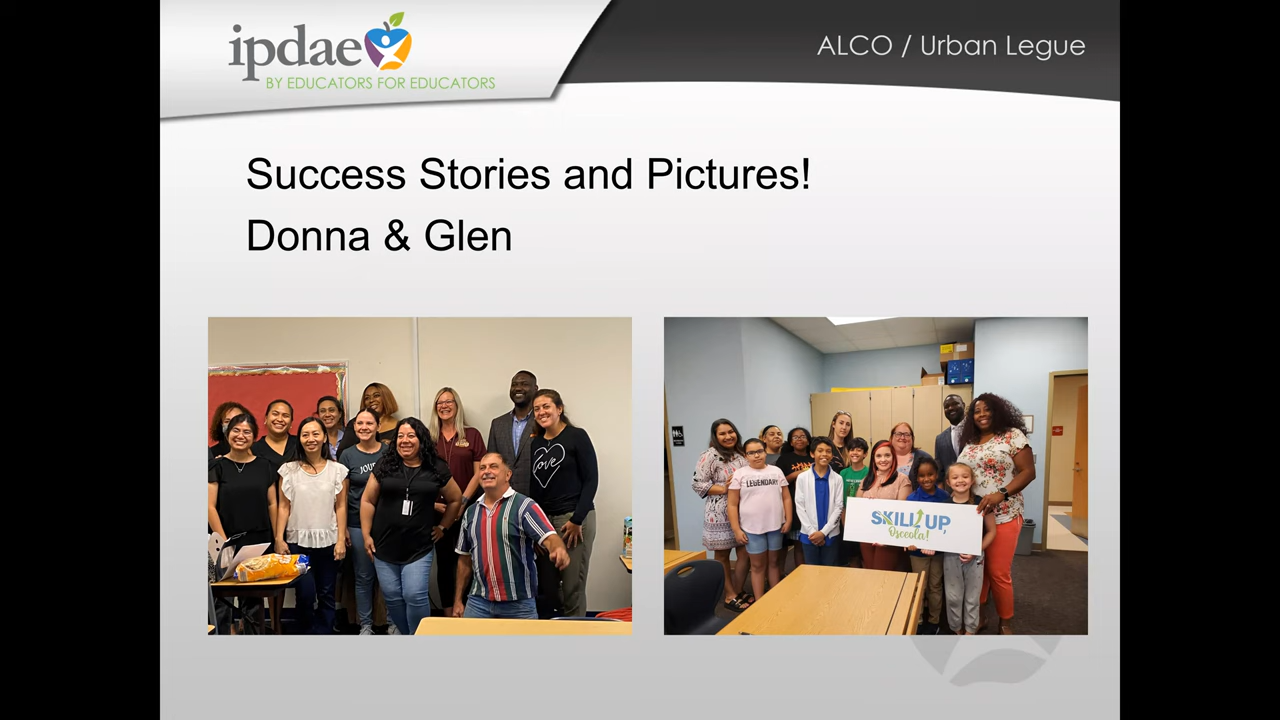 ipdae
BY EDUCATORS FOR EDUCATORS
ALCO / Urban Legue
Success Stories and Pictures!
Donna & Glen
love
LEGENDARY
SKILL UP,
Osceola!